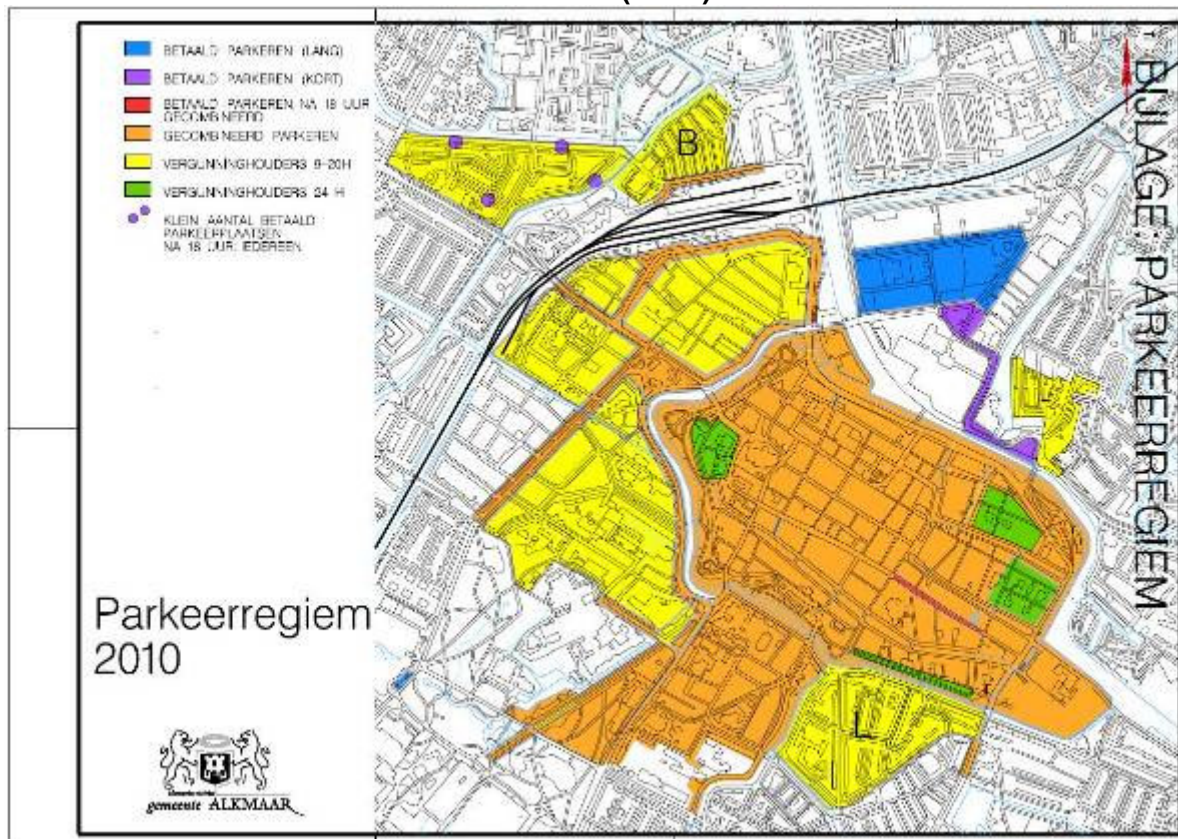 BETAALD PARKEREN (LANG)
BETAALD PARKEREN (KORT)
BETAALD PARKEREN NA 18 UUR
GECOMBINEERD
GECOMBINEERD PARKEREN
VERGUNNINGHOUDERS 9-20H
VERGUNNINGHOUDERS 24 H
KLEIN AANTAL BETAALD
PARKEERPLAATSEN
NA 18 UUR: IEDEREEN
B
L
BIJLAGE: PARKEERREGIEM
Parkeerregiem
2010
gemeente ALKMAAR